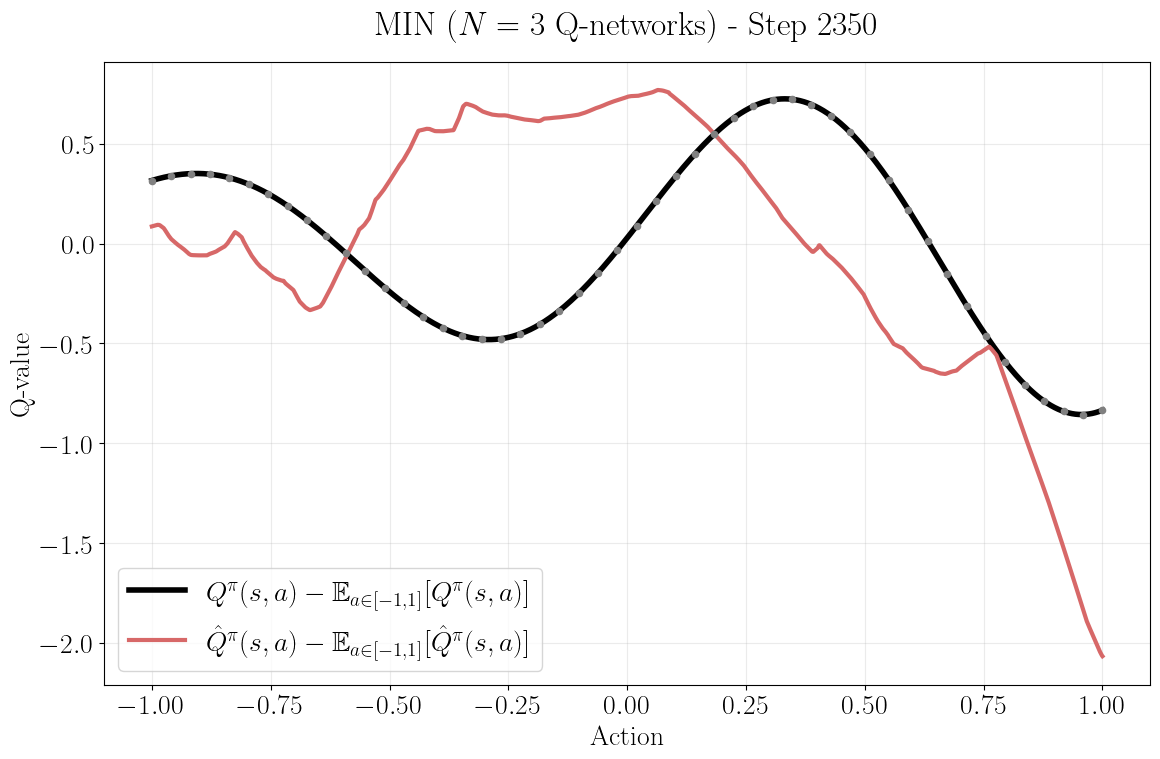 MIN (N = 3 Q-networks) - Step 2350
Q-value
0.5
0.0
−0.5
−1.0
−1.5
−2.0
Q^π(s, a) − 𝔼_{a∈[−1,1]}[Q^π(s, a)]
Q̂^π(s, a) − 𝔼_{a∈[−1,1]}[Q̂^π(s, a)]
−1.00 −0.75 −0.50 −0.25 0.00 0.25 0.50 0.75 1.00
Action